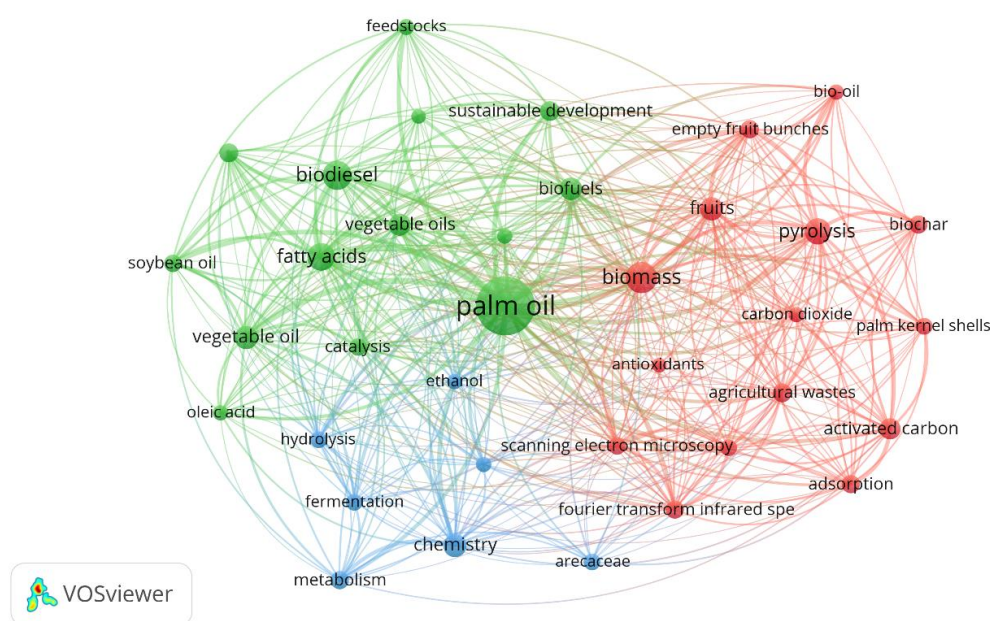 feedstocks
bio-oil
sustainable development
empty fruit bunches
biodiesel
biofuels
fruits
vegetable oils
pyrolysis
biochar
fatty acids
soybean oil
biomass
palm oil
carbon dioxide
palm kernel shells
vegetable oil
catalysis
antioxidants
ethanol
agricultural wastes
oleic acid
activated carbon
hydrolysis
scanning electron microscopy
adsorption
fermentation
fourier transform infrared spe
chemistry
arecaceae
metabolism
VOSviewer